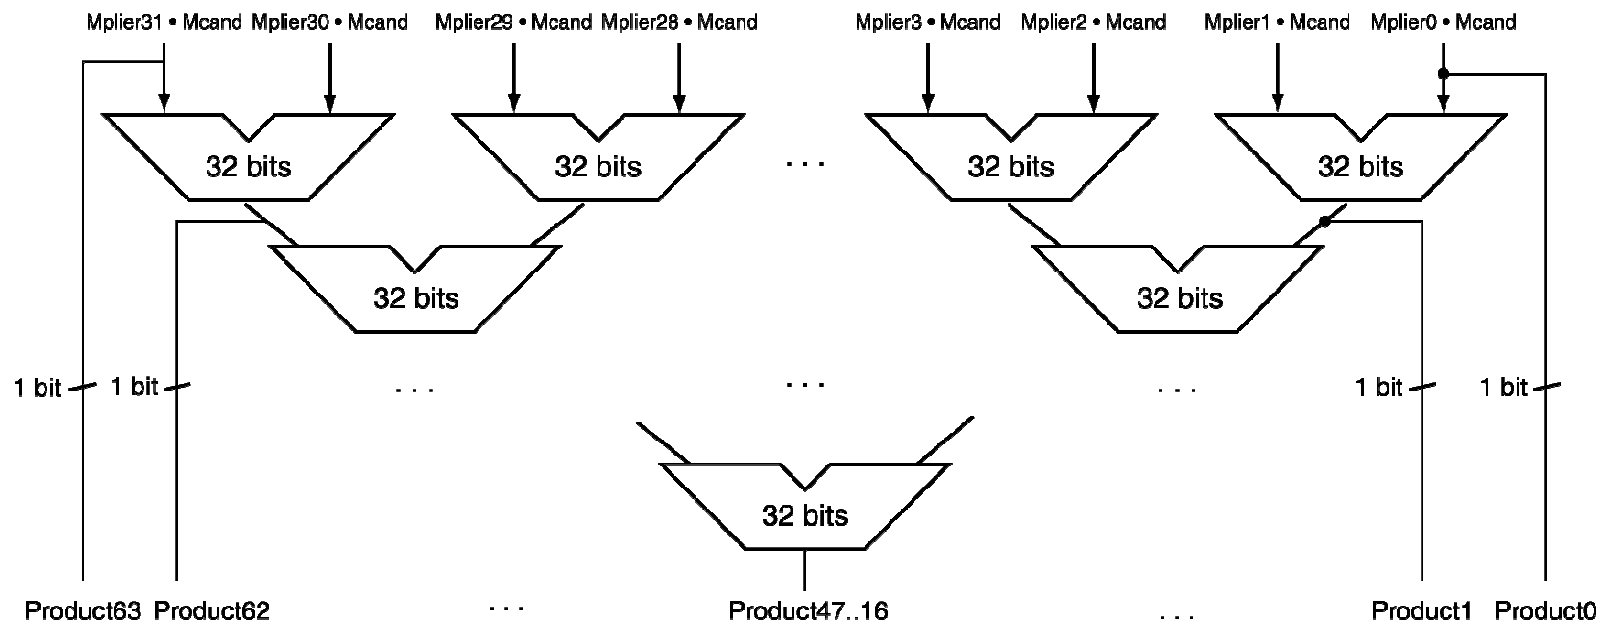 Mplier31 • Mcand Mplier30 • Mcand Mplier29 • Mcand Mplier28 • Mcand Mplier3 • Mcand Mplier2 • Mcand Mplier1 • Mcand Mplier0 • Mcand
32 bits 32 bits . . . 32 bits 32 bits
32 bits 32 bits
1 bit 1 bit . . . . . . . . . 1 bit 1 bit
32 bits
Product63 Product62 . . . Product47..16 . . . Product1 Product0